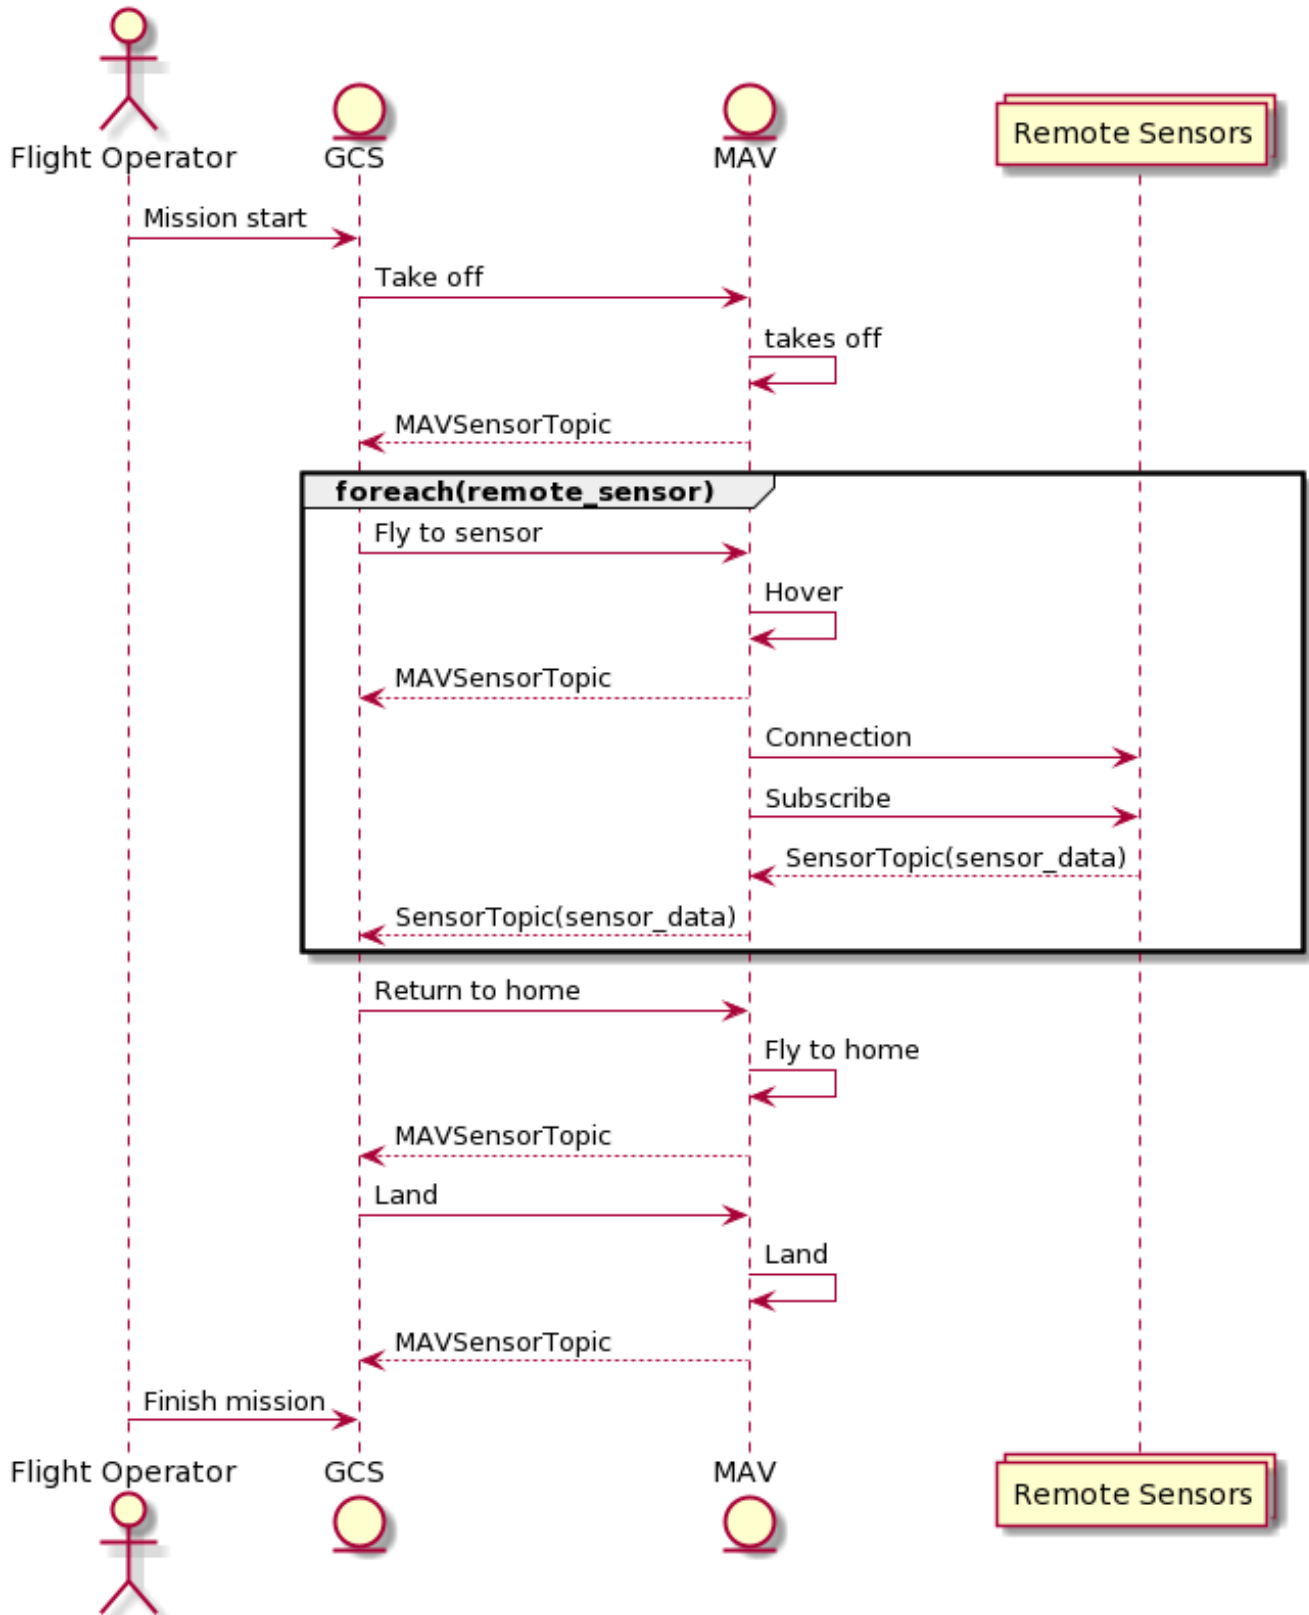 Flight Operator
GCS
MAV
Remote Sensors
Mission start
Take off
takes off
MAVSensorTopic
foreach(remote_sensor)
Fly to sensor
Hover
MAVSensorTopic
Connection
Subscribe
SensorTopic(sensor_data)
SensorTopic(sensor_data)
Return to home
Fly to home
MAVSensorTopic
Land
Land
MAVSensorTopic
Finish mission
Flight Operator
GCS
MAV
Remote Sensors